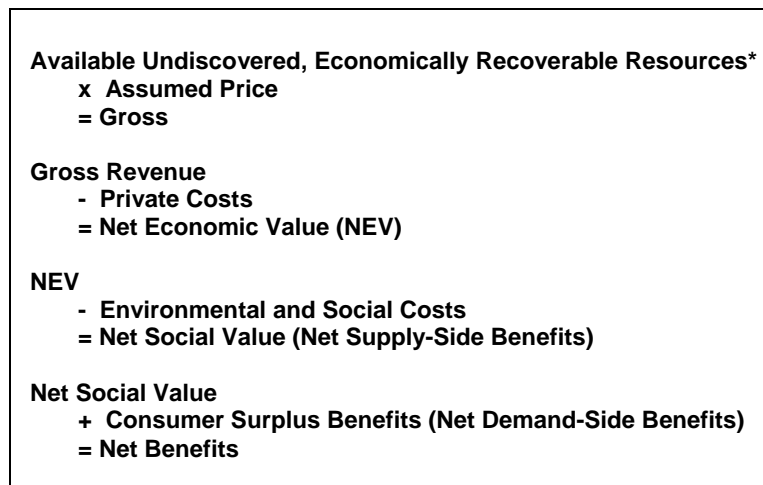 Available Undiscovered, Economically Recoverable Resources*
x Assumed Price
= Gross
Gross Revenue
- Private Costs
= Net Economic Value (NEV)
NEV
- Environmental and Social Costs
= Net Social Value (Net Supply-Side Benefits)
Net Social Value
+ Consumer Surplus Benefits (Net Demand-Side Benefits)
= Net Benefits